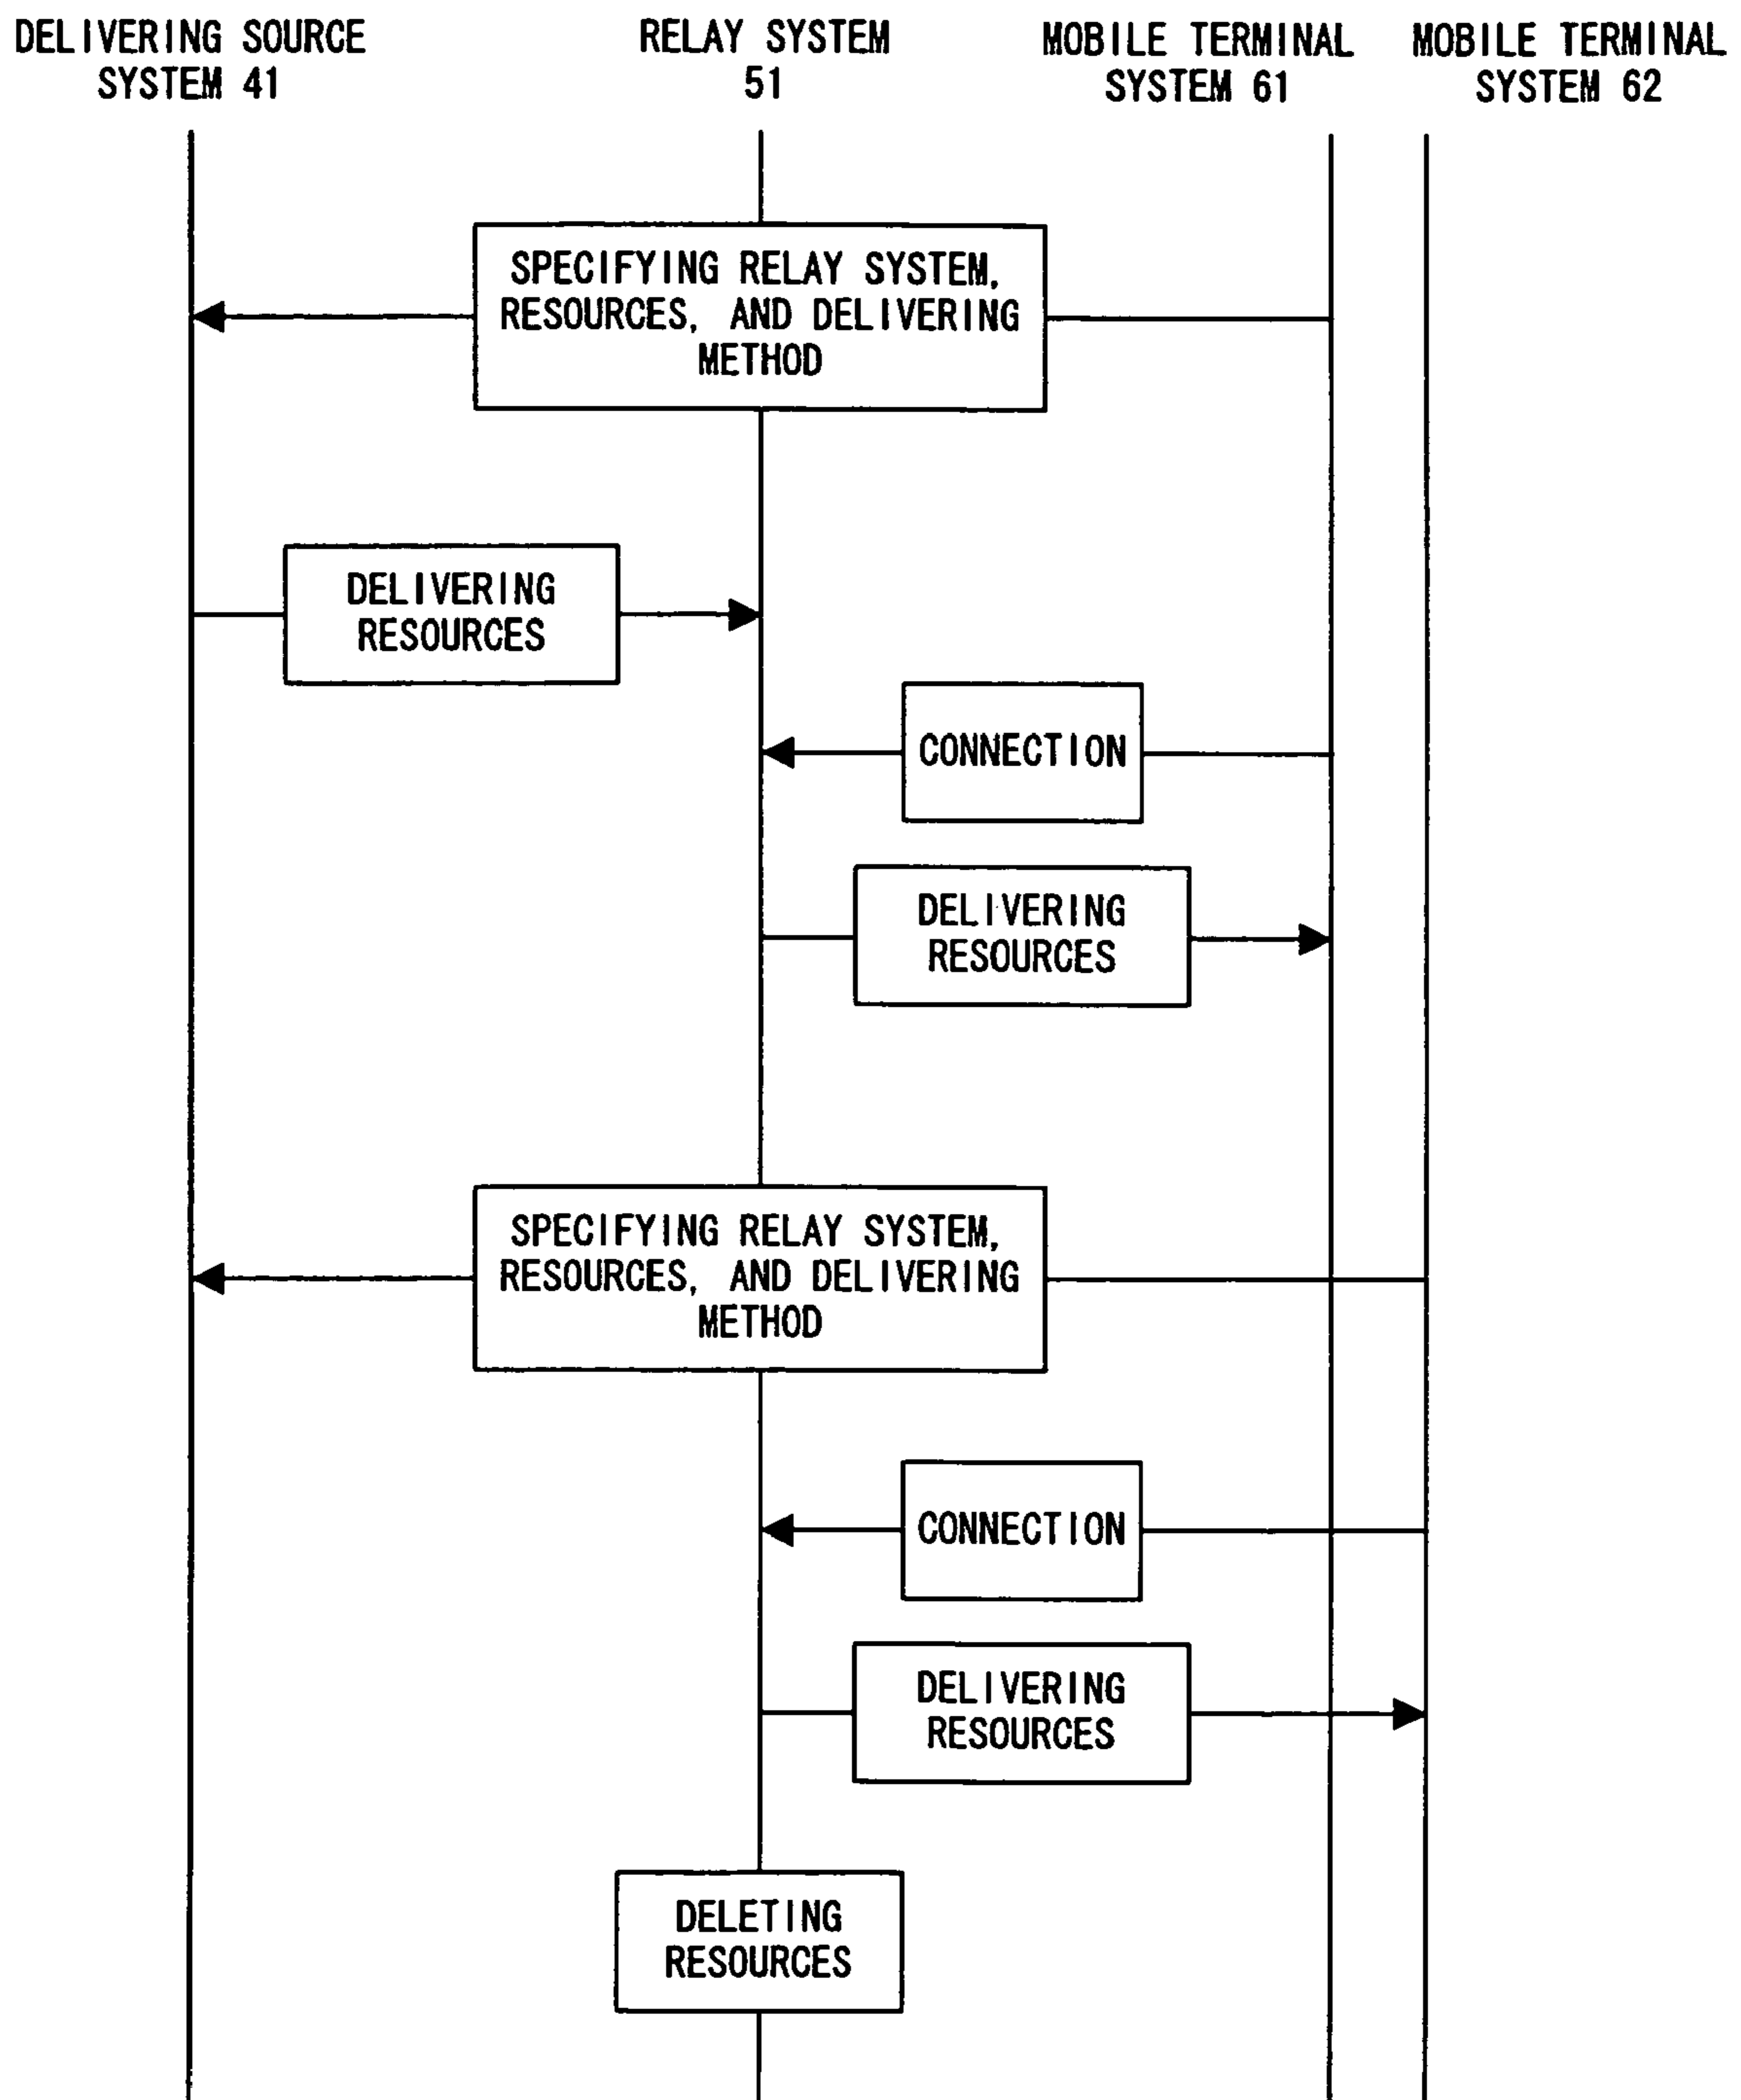 DELIVERING SOURCE
SYSTEM 41
RELAY SYSTEM
51
MOBILE TERMINAL
SYSTEM 61
MOBILE TERMINAL
SYSTEM 62
SPECIFYING RELAY SYSTEM,
RESOURCES, AND DELIVERING
METHOD
DELIVERING
RESOURCES
CONNECTION
DELIVERING
RESOURCES
SPECIFYING RELAY SYSTEM,
RESOURCES, AND DELIVERING
METHOD
CONNECTION
DELIVERING
RESOURCES
DELETING
RESOURCES